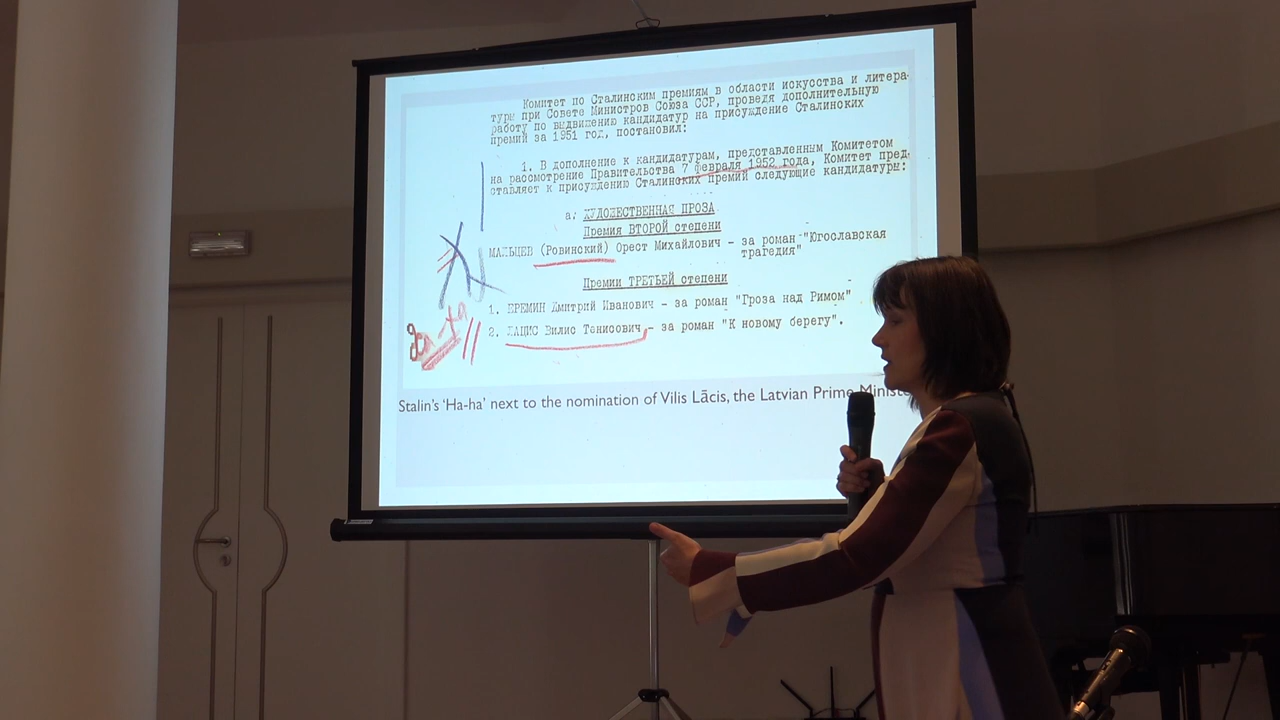 Комитет по Сталинским премиям в области искусства и литера-
туры при Совете Министров Союза ССР, проведя дополнительную
работу по выдвижению кандидатур на присуждение Сталинских
премий за 1951 год, постановил:
1. В дополнение к кандидатурам, представленным Комитетом
на рассмотрение Правительства 7 февраля 1952 года, Комитет пред-
ставляет к присуждению Сталинских премий следующие кандидатуры:
а; ХУДОЖЕСТВЕННАЯ ПРОЗА
Премия ВТОРОЙ степени
МАЛЬЦЕВ (Ровинский) Орест Михайлович - за роман "Югославская
трагедия"
Премии ТРЕТЬЕЙ степени
1. ЕРЕМИН Дмитрий Иванович - за роман "Гроза над Римом"
2. ЛАЦИС Вилис Тенисович - за роман "К новому берегу".
Ха-ха
Stalin's 'Ha-ha' next to the nomination of Vilis Lācis, the Latvian Prime